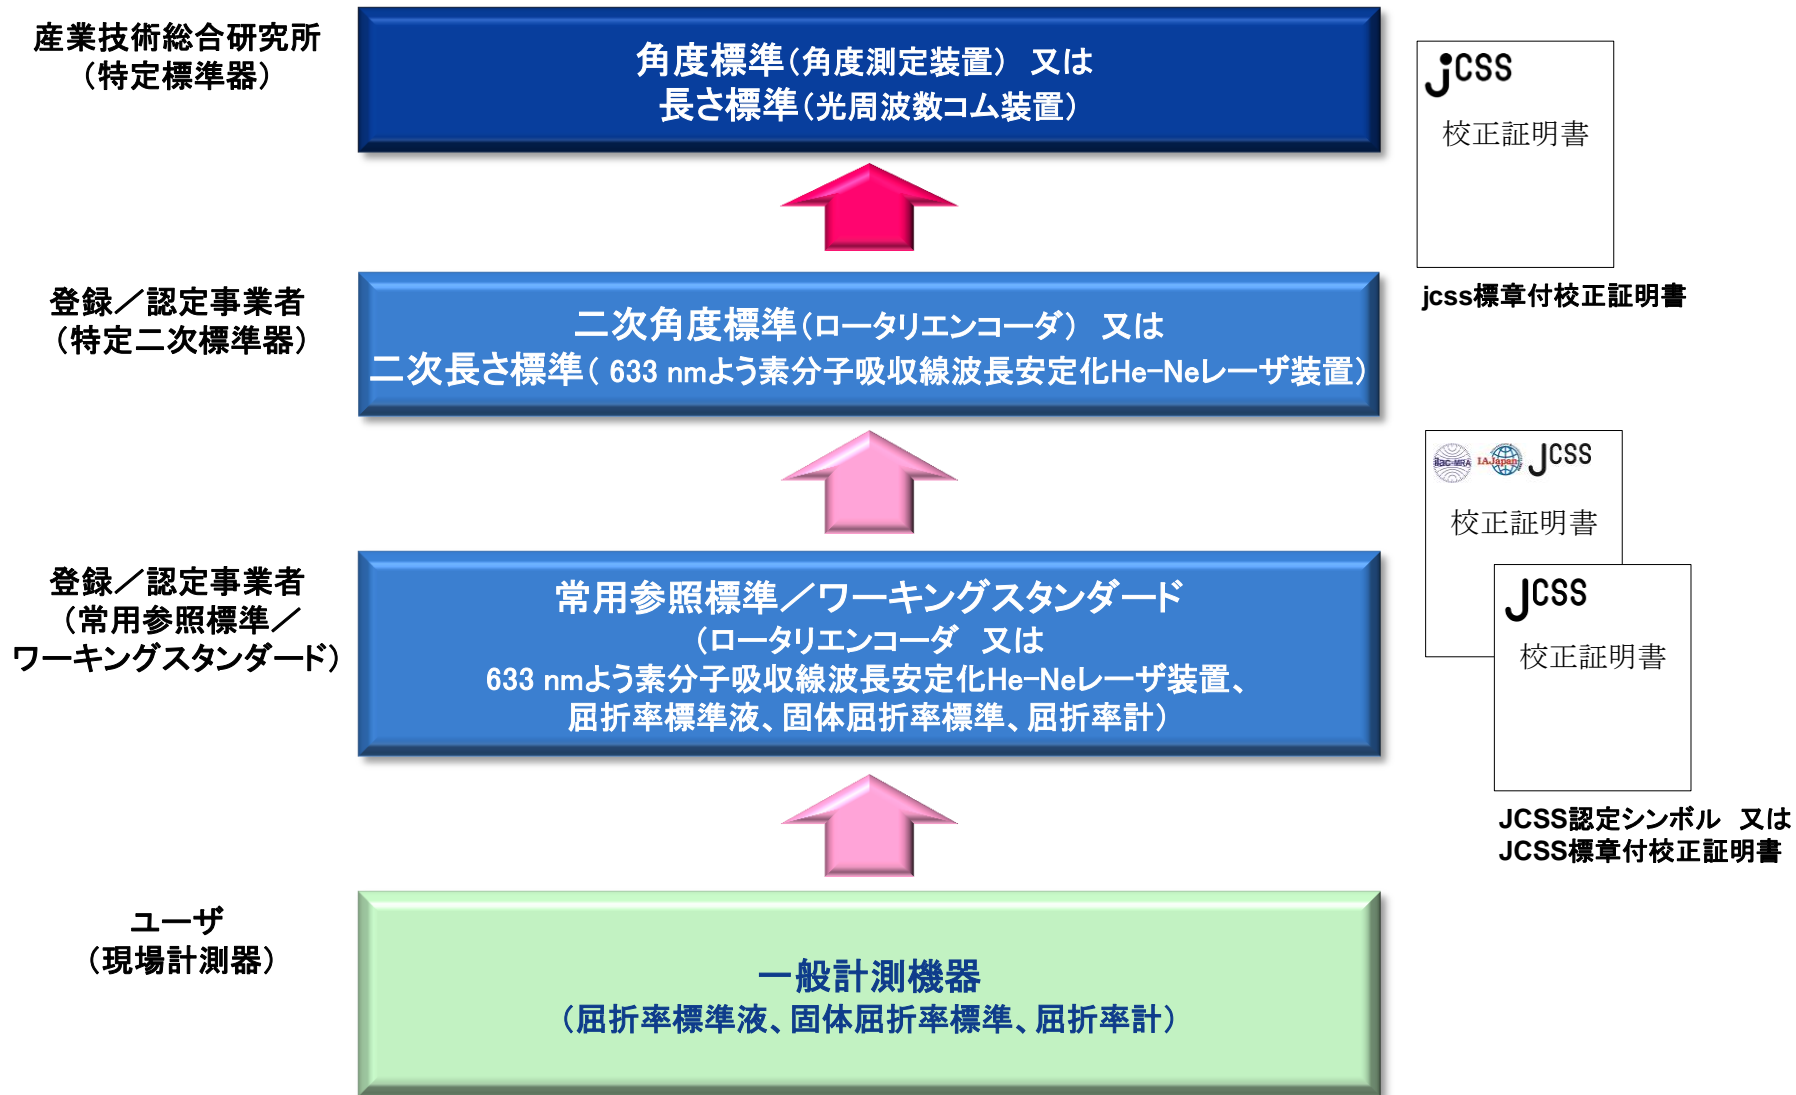 産業技術総合研究所
（特定標準器）
角度標準（角度測定装置）　又は
長さ標準（光周波数コム装置）
jcss
校正証明書
jcss標章付校正証明書
登録／認定事業者
（特定二次標準器）
二次角度標準（ロータリエンコーダ）　又は
二次長さ標準（ 633 nmよう素分子吸収線波長安定化He-Neレーザ装置）
ilac-MRA IAJapan JCSS
校正証明書
登録／認定事業者
（常用参照標準／
ワーキングスタンダード）
常用参照標準／ワーキングスタンダード
（ロータリエンコーダ　又は
633 nmよう素分子吸収線波長安定化He-Neレーザ装置、
屈折率標準液、固体屈折率標準、屈折率計）
JCSS
校正証明書
JCSS認定シンボル　又は
JCSS標章付校正証明書
ユーザ
（現場計測器）
一般計測機器
（屈折率標準液、固体屈折率標準、屈折率計）